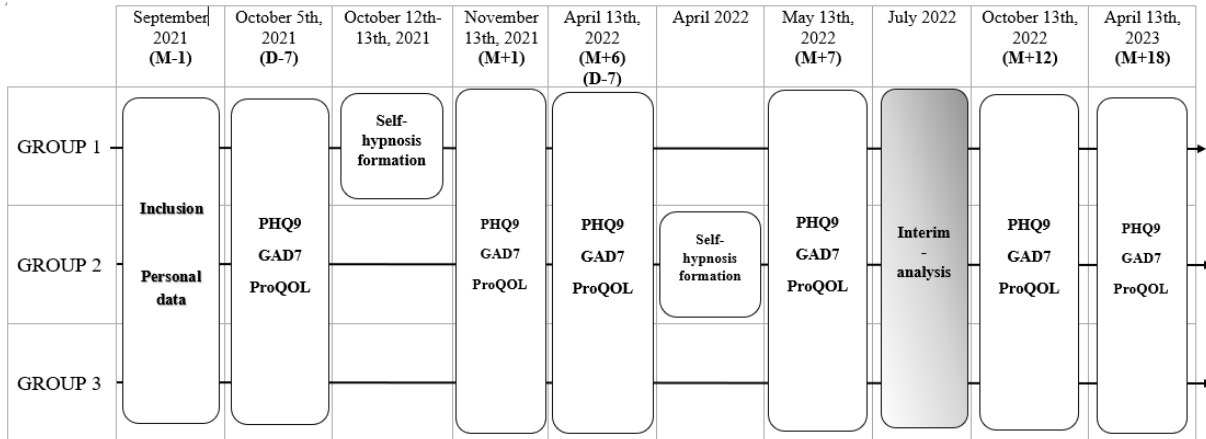 September
2021
(M-1)
October 5th,
2021
(D-7)
October 12th-
13th, 2021
November
13th, 2021
(M+1)
April 13th,
2022
(M+6)
(D-7)
April 2022
May 13th,
2022
(M+7)
July 2022
October 13th,
2022
(M+12)
April 13th,
2023
(M+18)
GROUP 1
GROUP 2
GROUP 3
Inclusion
Personal
data
PHQ9
GAD7
ProQOL
Self-
hypnosis
formation
PHQ9
GAD7
ProQOL
PHQ9
GAD7
ProQOL
Self-
hypnosis
formation
PHQ9
GAD7
ProQOL
Interim
-
analysis
PHQ9
GAD7
ProQOL
PHQ9
GAD7
ProQOL